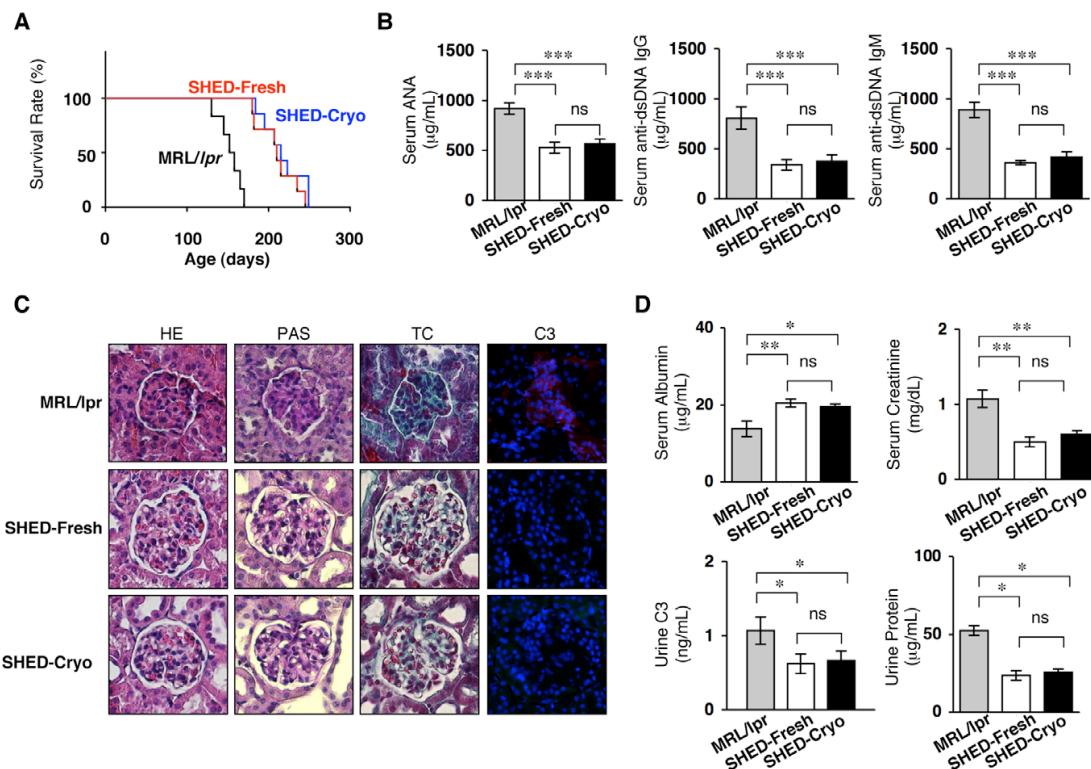 A
Survival Rate (%)
100
50
0
SHED-Fresh
SHED-Cryo
MRL/lpr
0 100 200 300
Age (days)
B
Serum ANA
(μg/mL)
1500
1000
500
0
***
***
ns
MRL/lpr
SHED-Fresh
SHED-Cryo
Serum anti-dsDNA IgG
(μg/mL)
1500
1000
500
0
***
***
ns
MRL/lpr
SHED-Fresh
SHED-Cryo
Serum anti-dsDNA IgM
(μg/mL)
1500
1000
500
0
***
***
ns
MRL/lpr
SHED-Fresh
SHED-Cryo
C
HE PAS TC C3
MRL/lpr
SHED-Fresh
SHED-Cryo
D
Serum Albumin
(μg/mL)
40
20
0
*
**
ns
MRL/lpr
SHED-Fresh
SHED-Cryo
Serum Creatinine
(mg/dL)
2
1
0
**
**
ns
MRL/lpr
SHED-Fresh
SHED-Cryo
Urine C3
(ng/mL)
2
1
0
*
*
ns
MRL/lpr
SHED-Fresh
SHED-Cryo
Urine Protein
(μg/mL)
100
50
0
*
*
ns
MRL/lpr
SHED-Fresh
SHED-Cryo